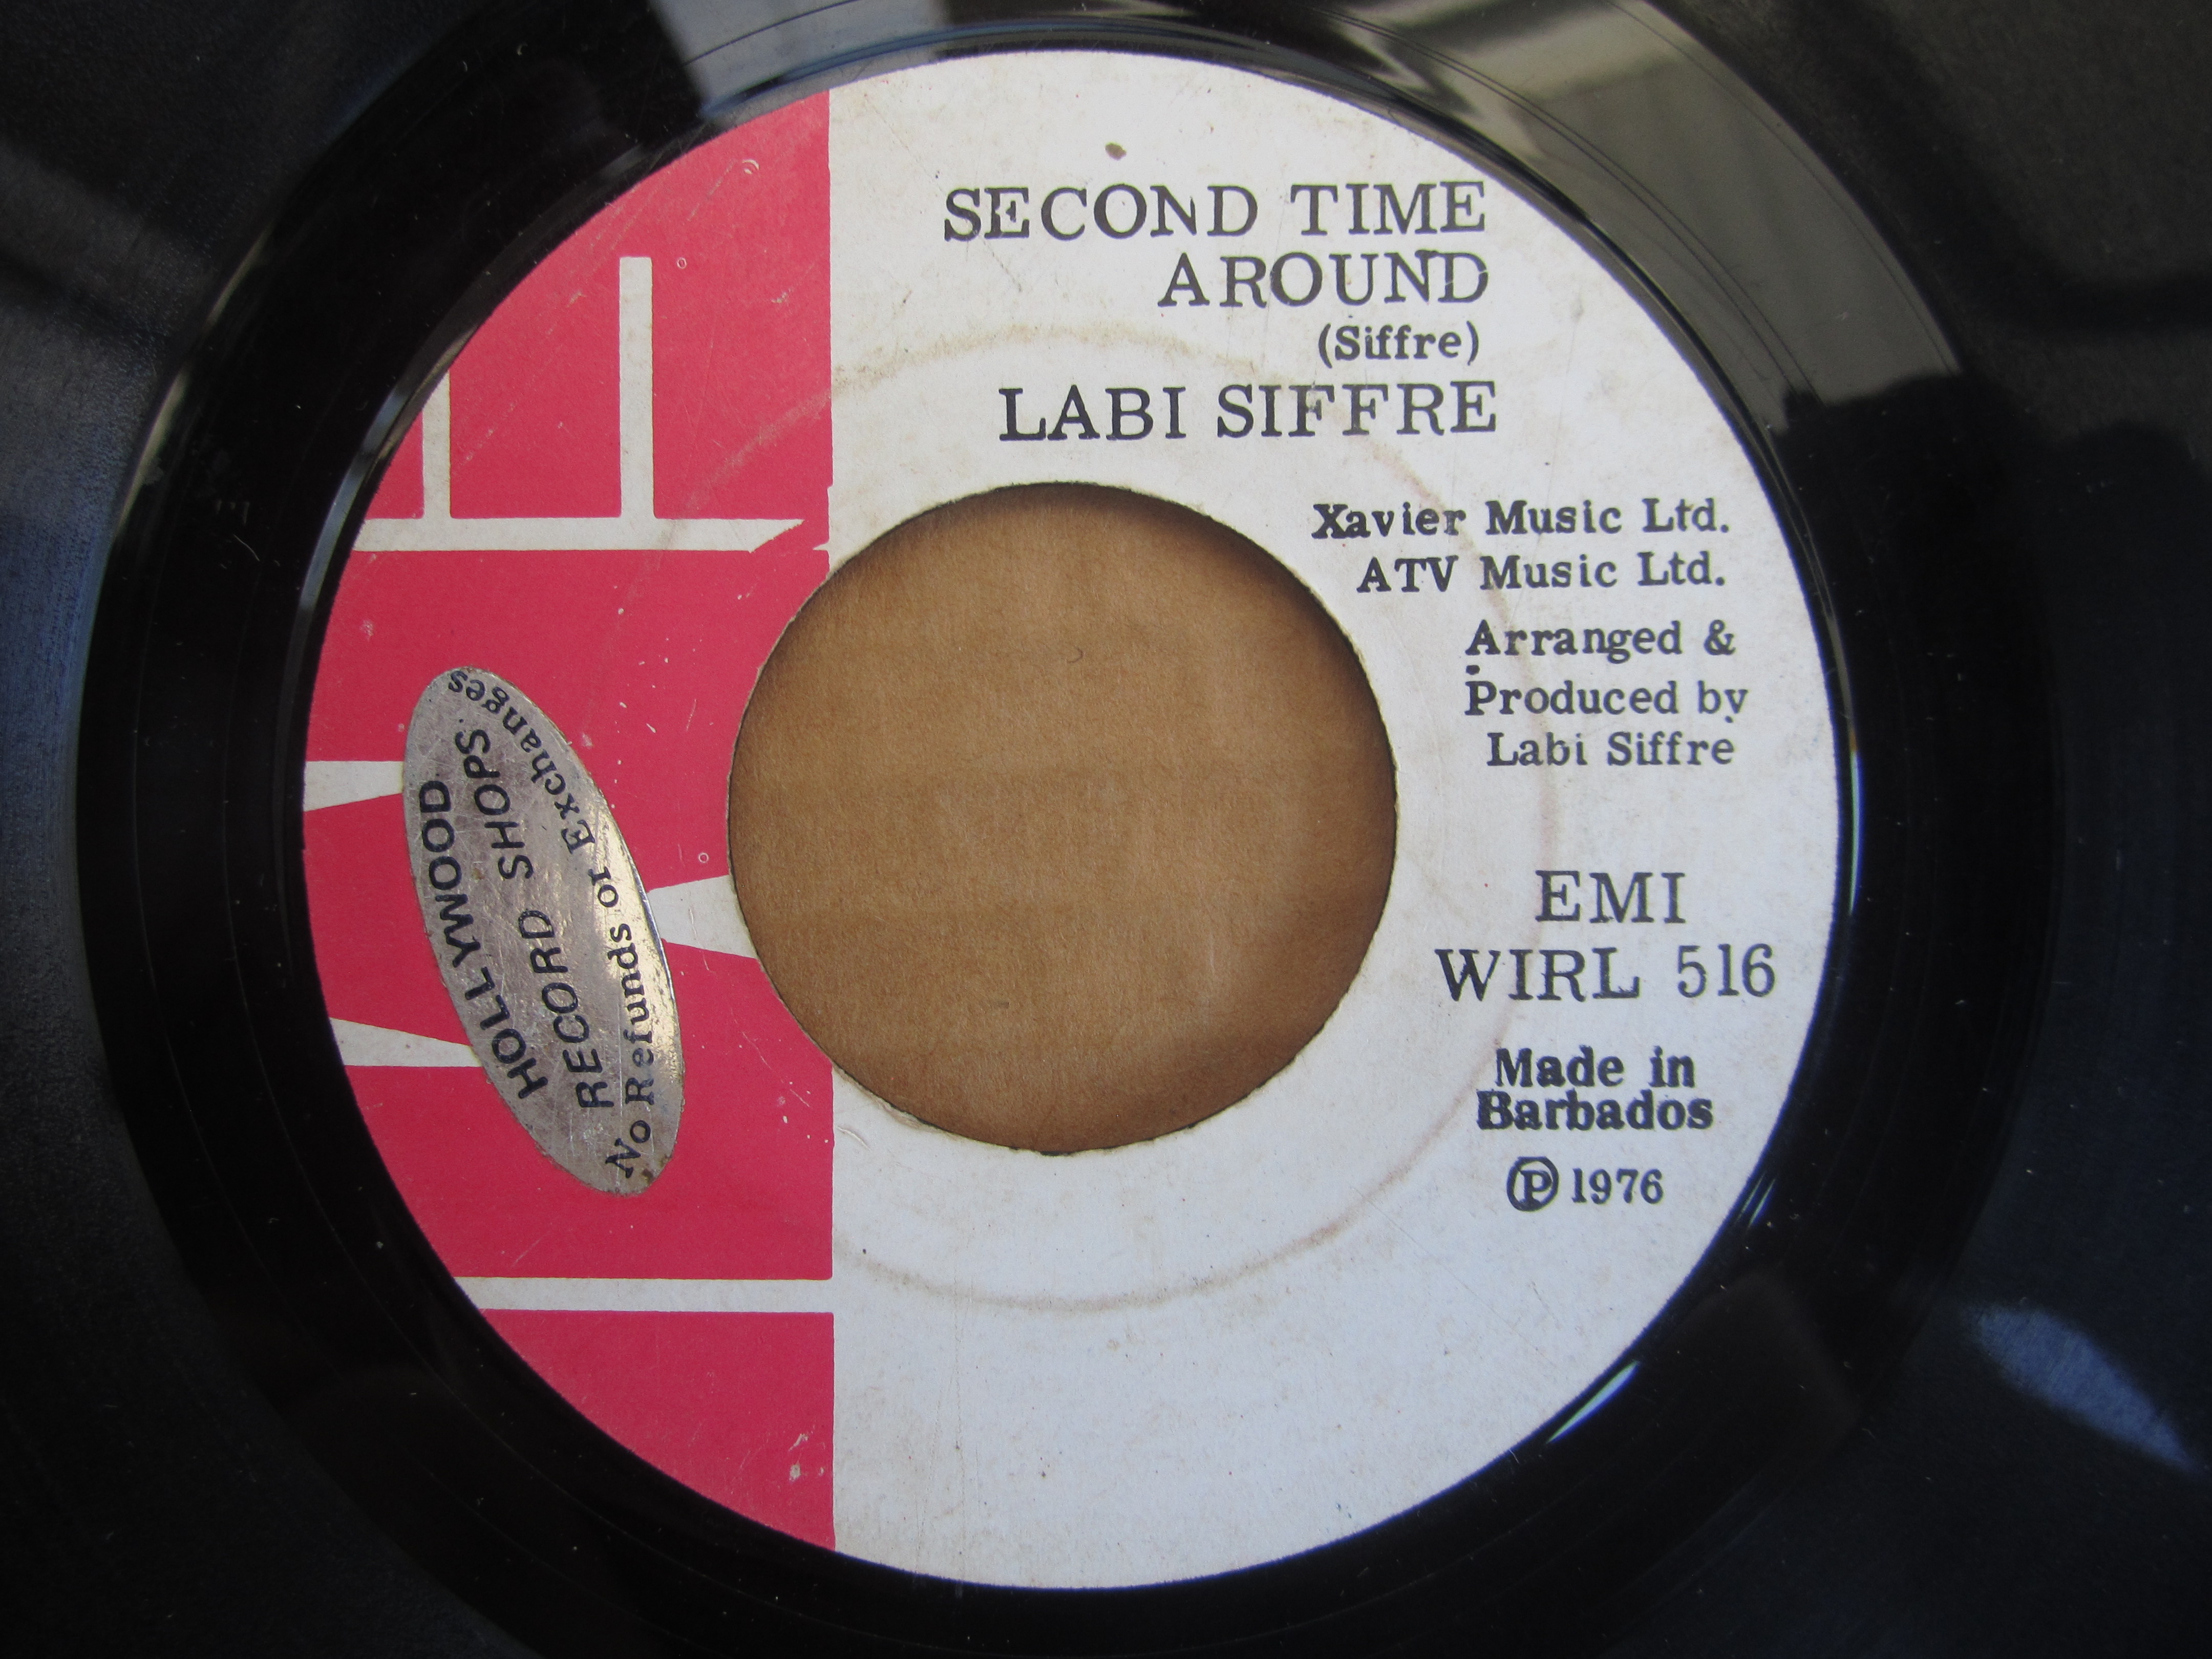 SECOND TIME
AROUND
(Siffre)
LABI SIFFRE
Xavier Music Ltd.
ATV Music Ltd.
Arranged &
Produced by
Labi Siffre
EMI
WIRL 516
Made in
Barbados
Ⓟ 1976
HOLLYWOOD
RECORD SHOPS
No Refunds or Exchanges